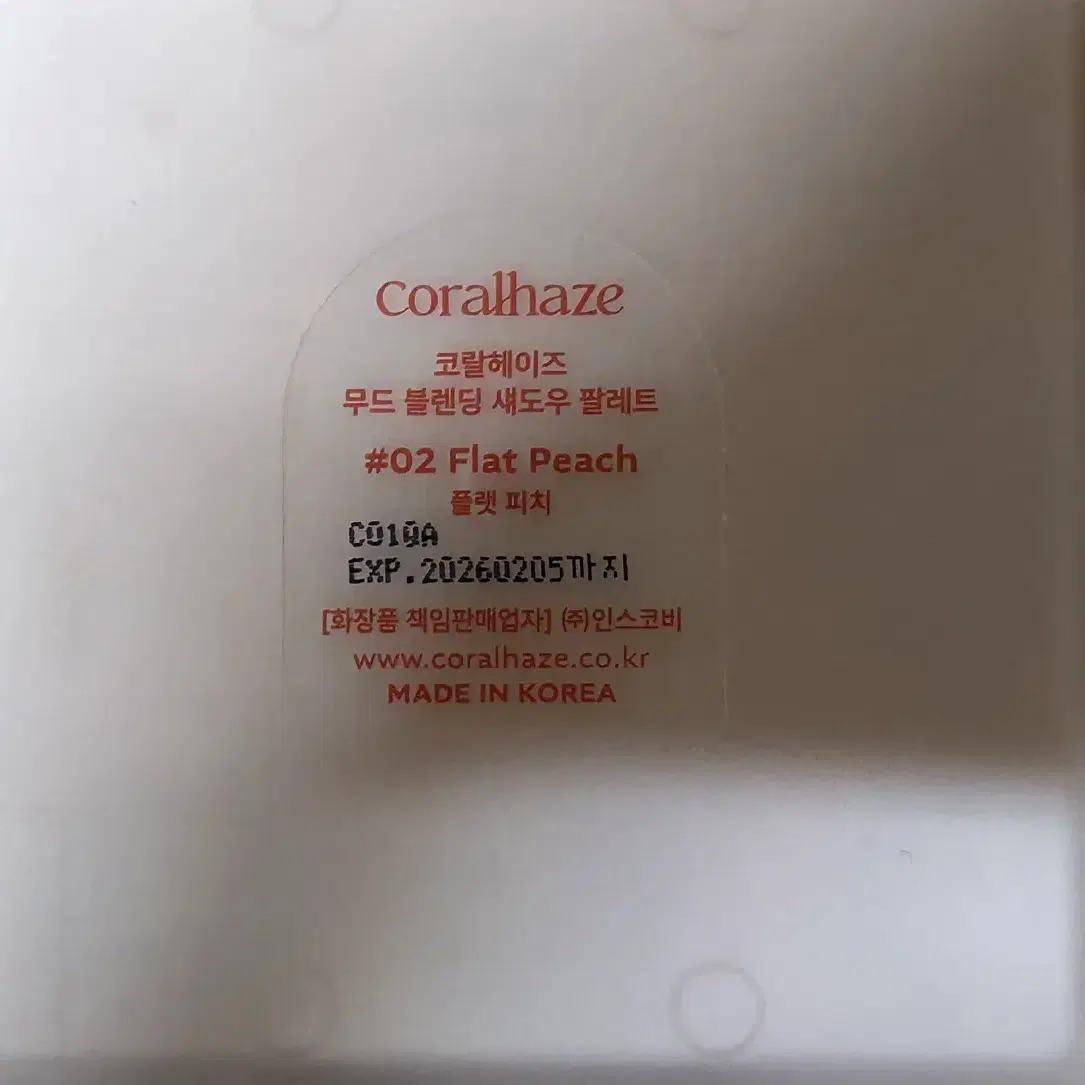 Coralhaze
코랄헤이즈
무드 블렌딩 섀도우 팔레트
#02 Flat Peach
플랫 피치
C01QA
EXP.20260205까지
[화장품 책임판매업자] ㈜인스코비
www.coralhaze.co.kr
MADE IN KOREA